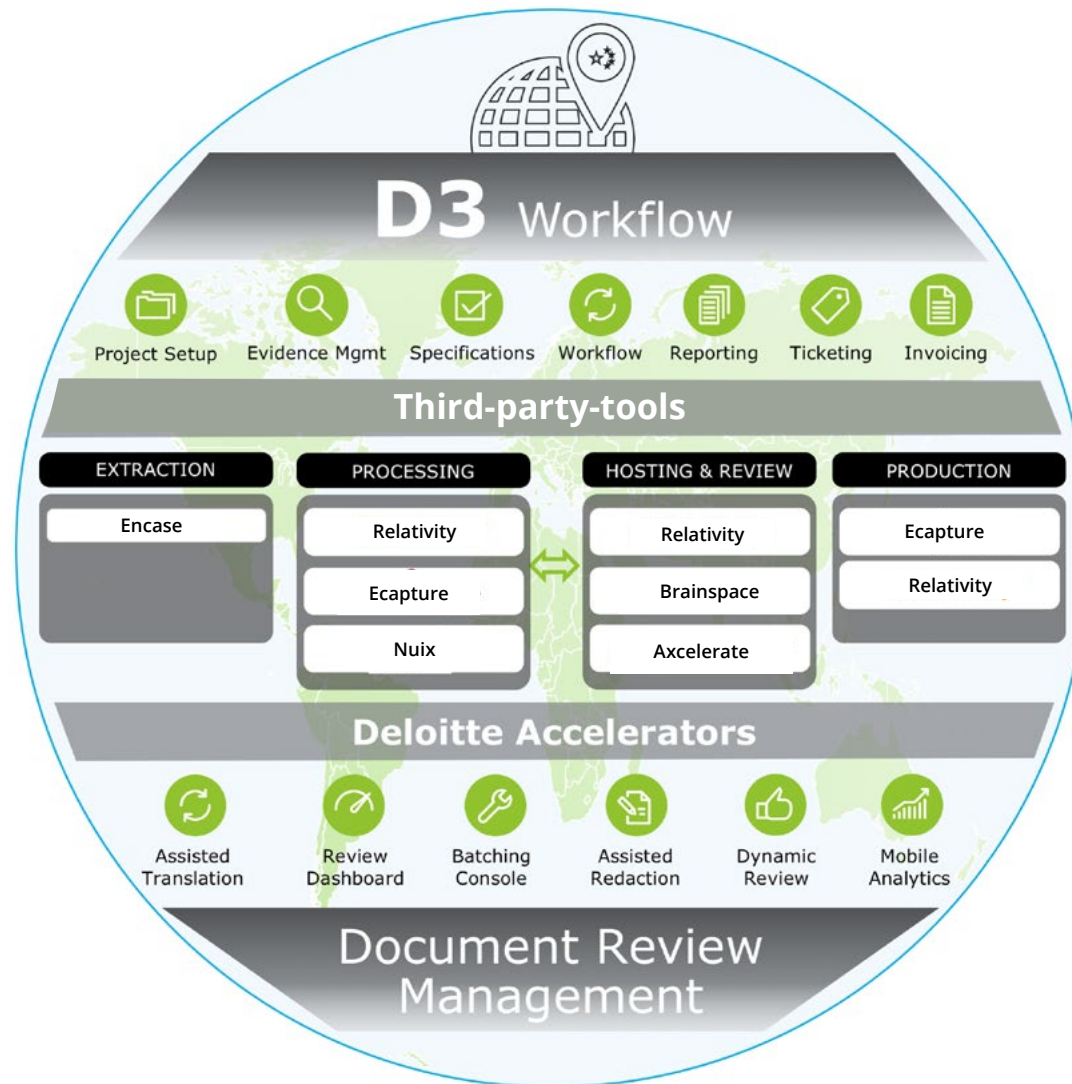 D3 Workflow
Project Setup
Evidence Mgmt
Specifications
Workflow
Reporting
Ticketing
Invoicing
Third-party-tools
EXTRACTION
Encase
PROCESSING
Relativity
Ecapture
Nuix
HOSTING & REVIEW
Relativity
Brainspace
Axcelerate
PRODUCTION
Ecapture
Relativity
Deloitte Accelerators
Assisted
Translation
Review
Dashboard
Batching
Console
Assisted
Redaction
Dynamic
Review
Mobile
Analytics
Document Review
Management